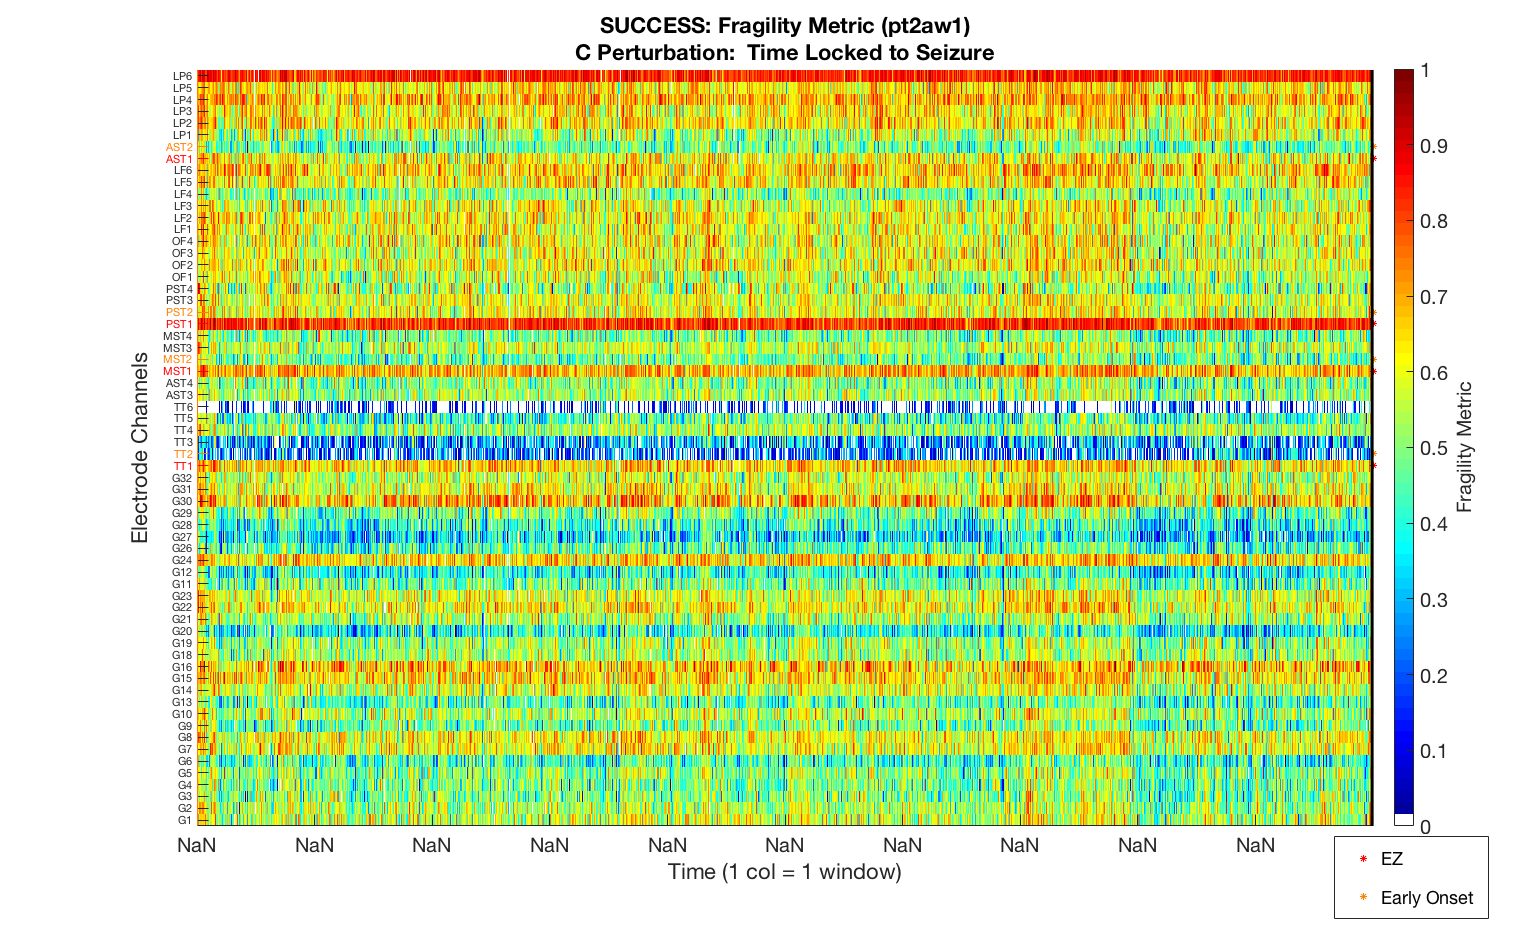 SUCCESS: Fragility Metric (pt2aw1)
C Perturbation: Time Locked to Seizure
LP6
LP5
LP4
LP3
LP2
LP1
AST2
AST1
LF6
LF5
LF4
LF3
LF2
LF1
OF4
OF3
OF2
OF1
PST4
PST3
PST2
PST1
MST4
MST3
MST2
MST1
AST4
AST3
TT6
TT5
TT4
TT3
TT2
TT1
G32
G31
G30
G29
G28
G27
G26
G24
G12
G11
G23
G22
G21
G20
G19
G18
G16
G15
G14
G13
G10
G9
G8
G7
G6
G5
G4
G3
G2
G1
Electrode Channels
NaN NaN NaN NaN NaN NaN NaN NaN NaN NaN
Time (1 col = 1 window)
1
0.9
0.8
0.7
0.6
0.5
0.4
0.3
0.2
0.1
0
Fragility Metric
EZ
Early Onset